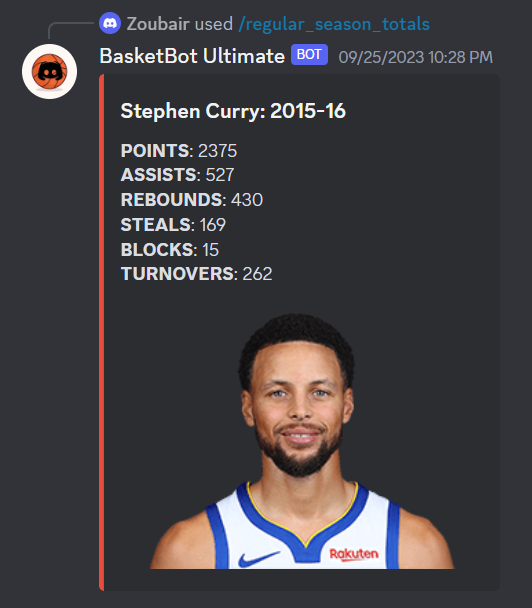 Zoubair used /regular_season_totals
BasketBot Ultimate BOT 09/25/2023 10:28 PM
Stephen Curry: 2015-16
POINTS: 2375
ASSISTS: 527
REBOUNDS: 430
STEALS: 169
BLOCKS: 15
TURNOVERS: 262
Rakuten